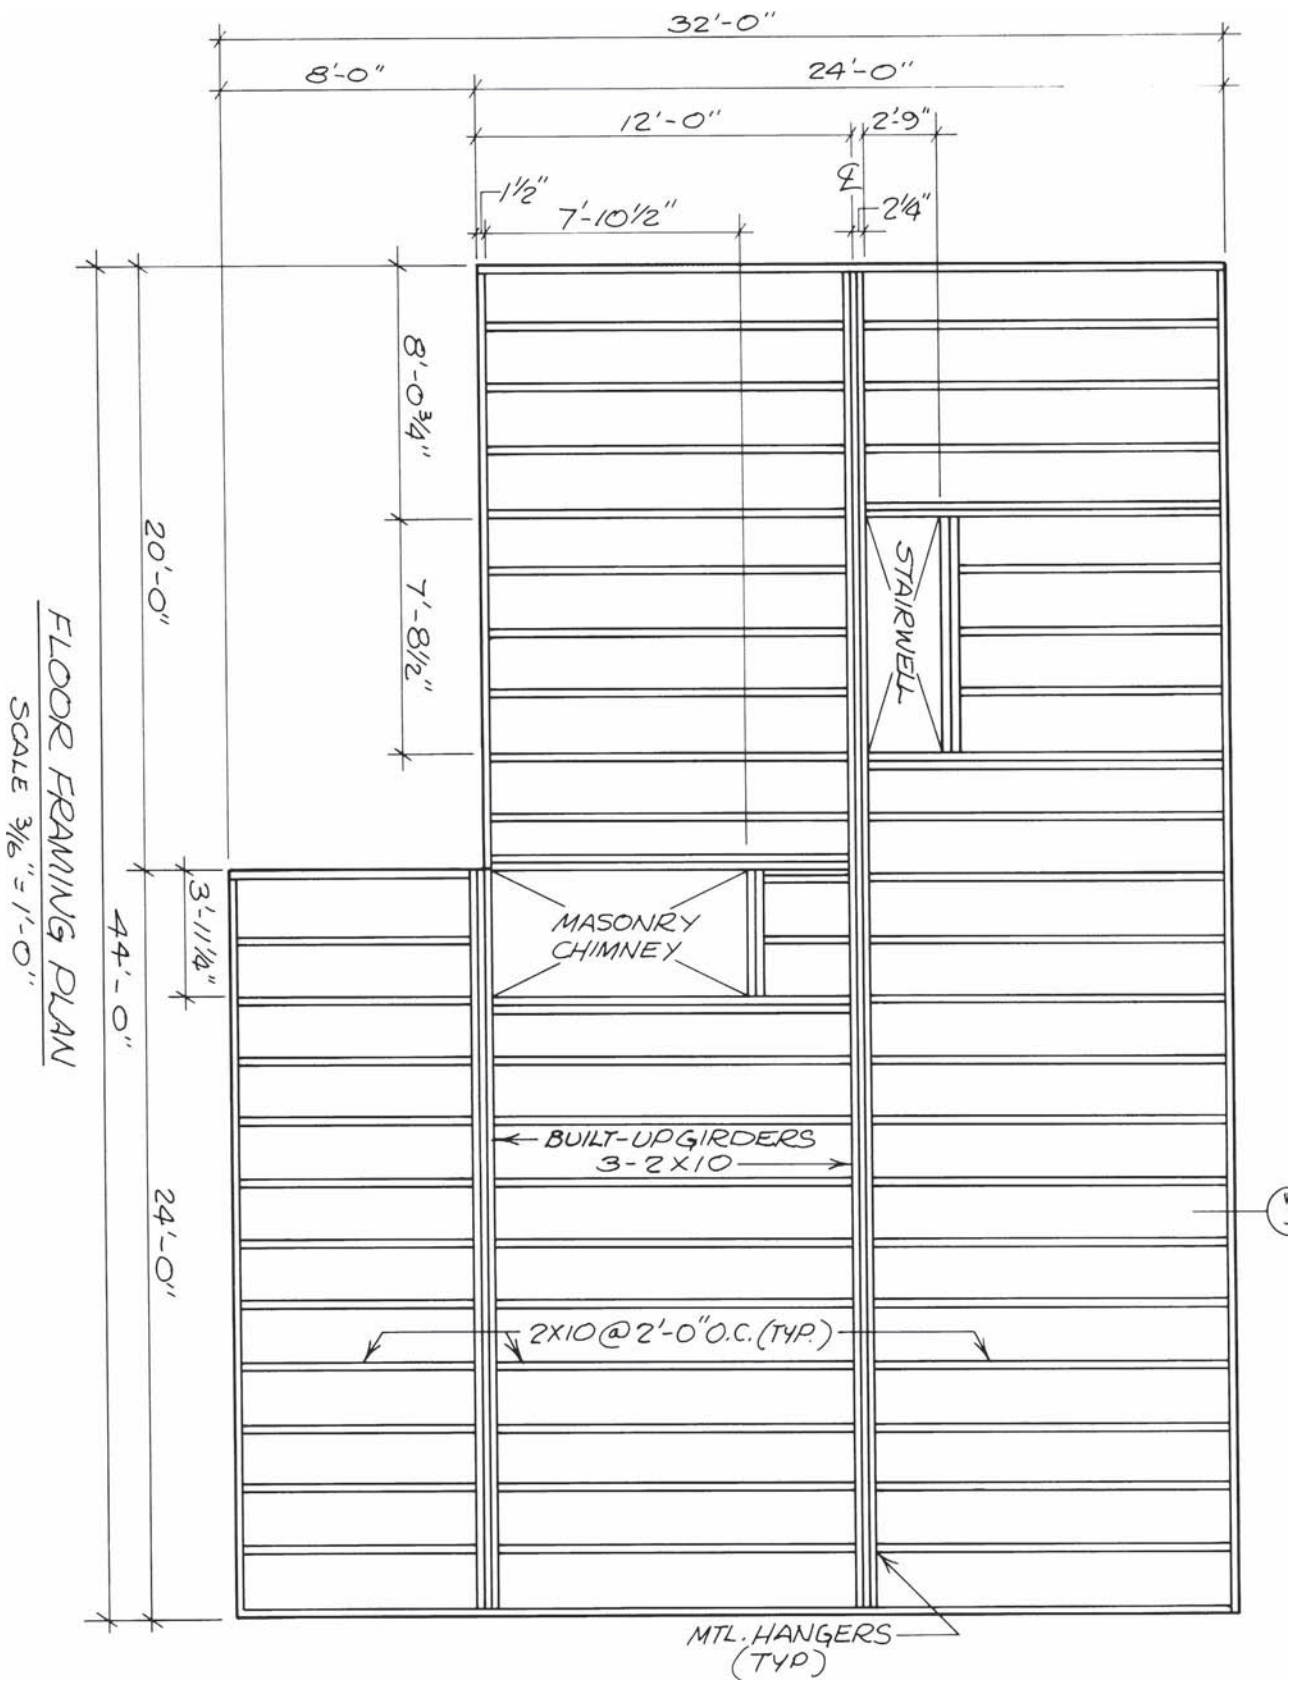 32'-0"
8'-0"
24'-0"
12'-0"
2'-9"
1½"
7'-10½"
℄
2¼"
8'-0¾"
7'-8½"
20'-0"
STAIRWELL
3'-11¼"
MASONRY
CHIMNEY
44'-0"
24'-0"
BUILT-UP GIRDERS
3-2X10
2X10@2'-0"O.C.(TYP.)
MTL. HANGERS
(TYP)
FLOOR FRAMING PLAN
SCALE 3/16"=1'-0"